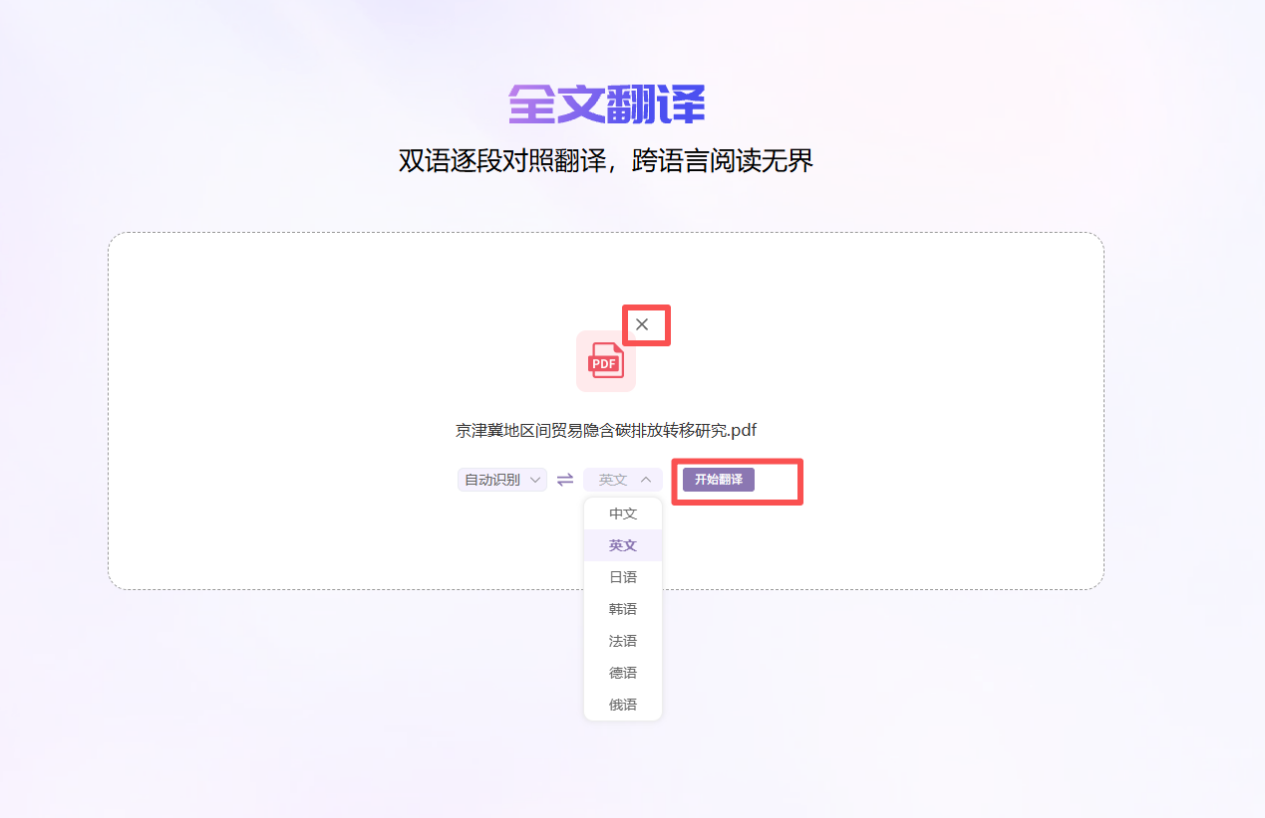 全文翻译
双语逐段对照翻译，跨语言阅读无界
PDF
京津冀地区间贸易隐含碳排放转移研究.pdf
自动识别 英文 开始翻译
中文
英文
日语
韩语
法语
德语
俄语